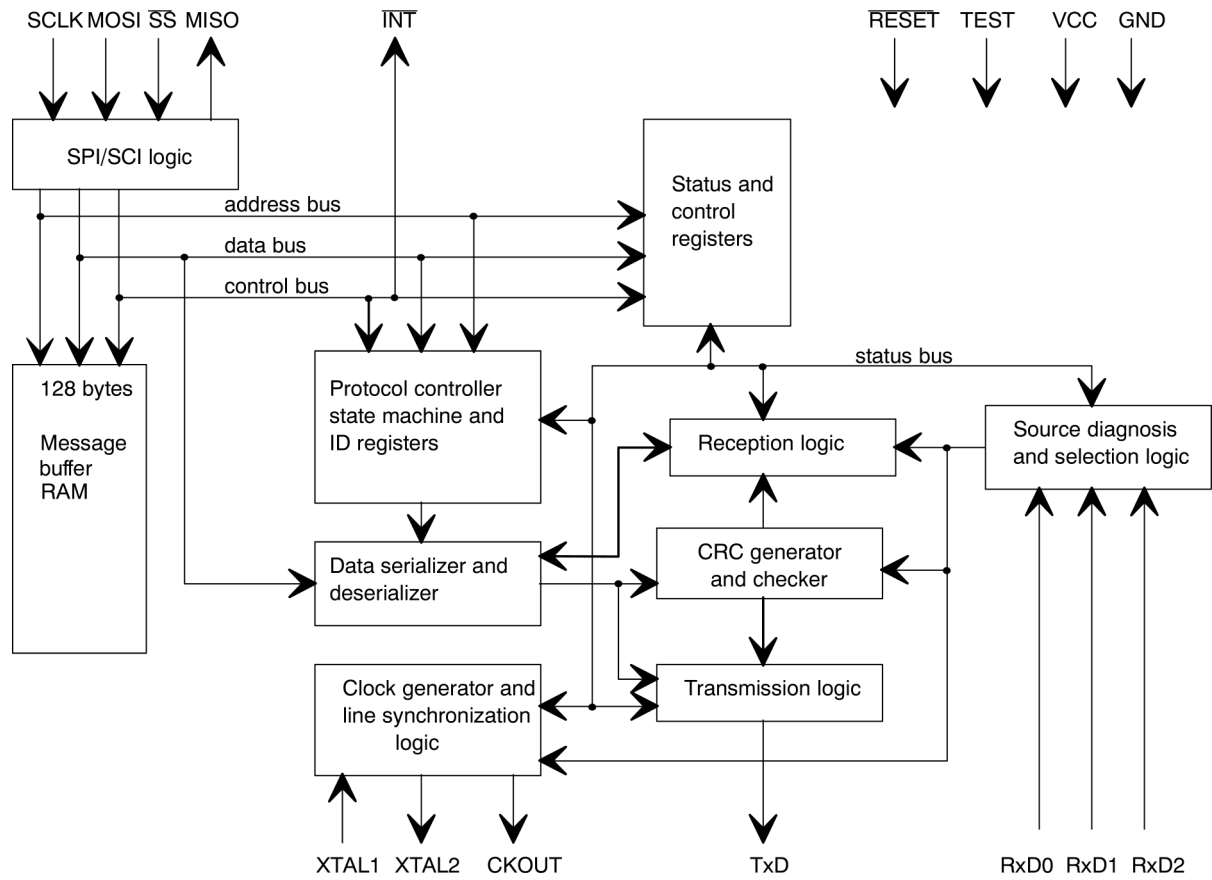 SCLK MOSI S̅S̅ MISO I̅N̅T̅ R̅E̅S̅E̅T̅ TEST VCC GND
SPI/SCI logic
address bus
data bus
control bus
Status and
control
registers
status bus
128 bytes
Message
buffer
RAM
Protocol controller
state machine and
ID registers
Reception logic
Source diagnosis
and selection logic
Data serializer and
deserializer
CRC generator
and checker
Clock generator and
line synchronization
logic
Transmission logic
XTAL1 XTAL2 CKOUT TxD RxD0 RxD1 RxD2